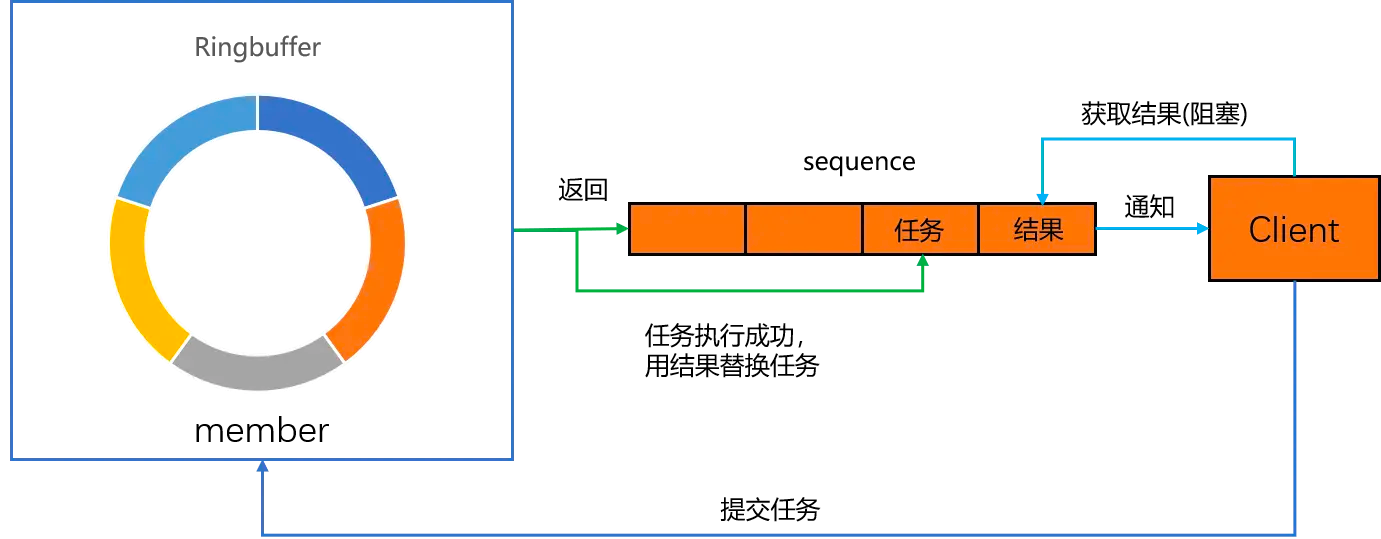 Ringbuffer
member
返回
sequence
任务
结果
获取结果(阻塞)
通知
Client
任务执行成功，
用结果替换任务
提交任务